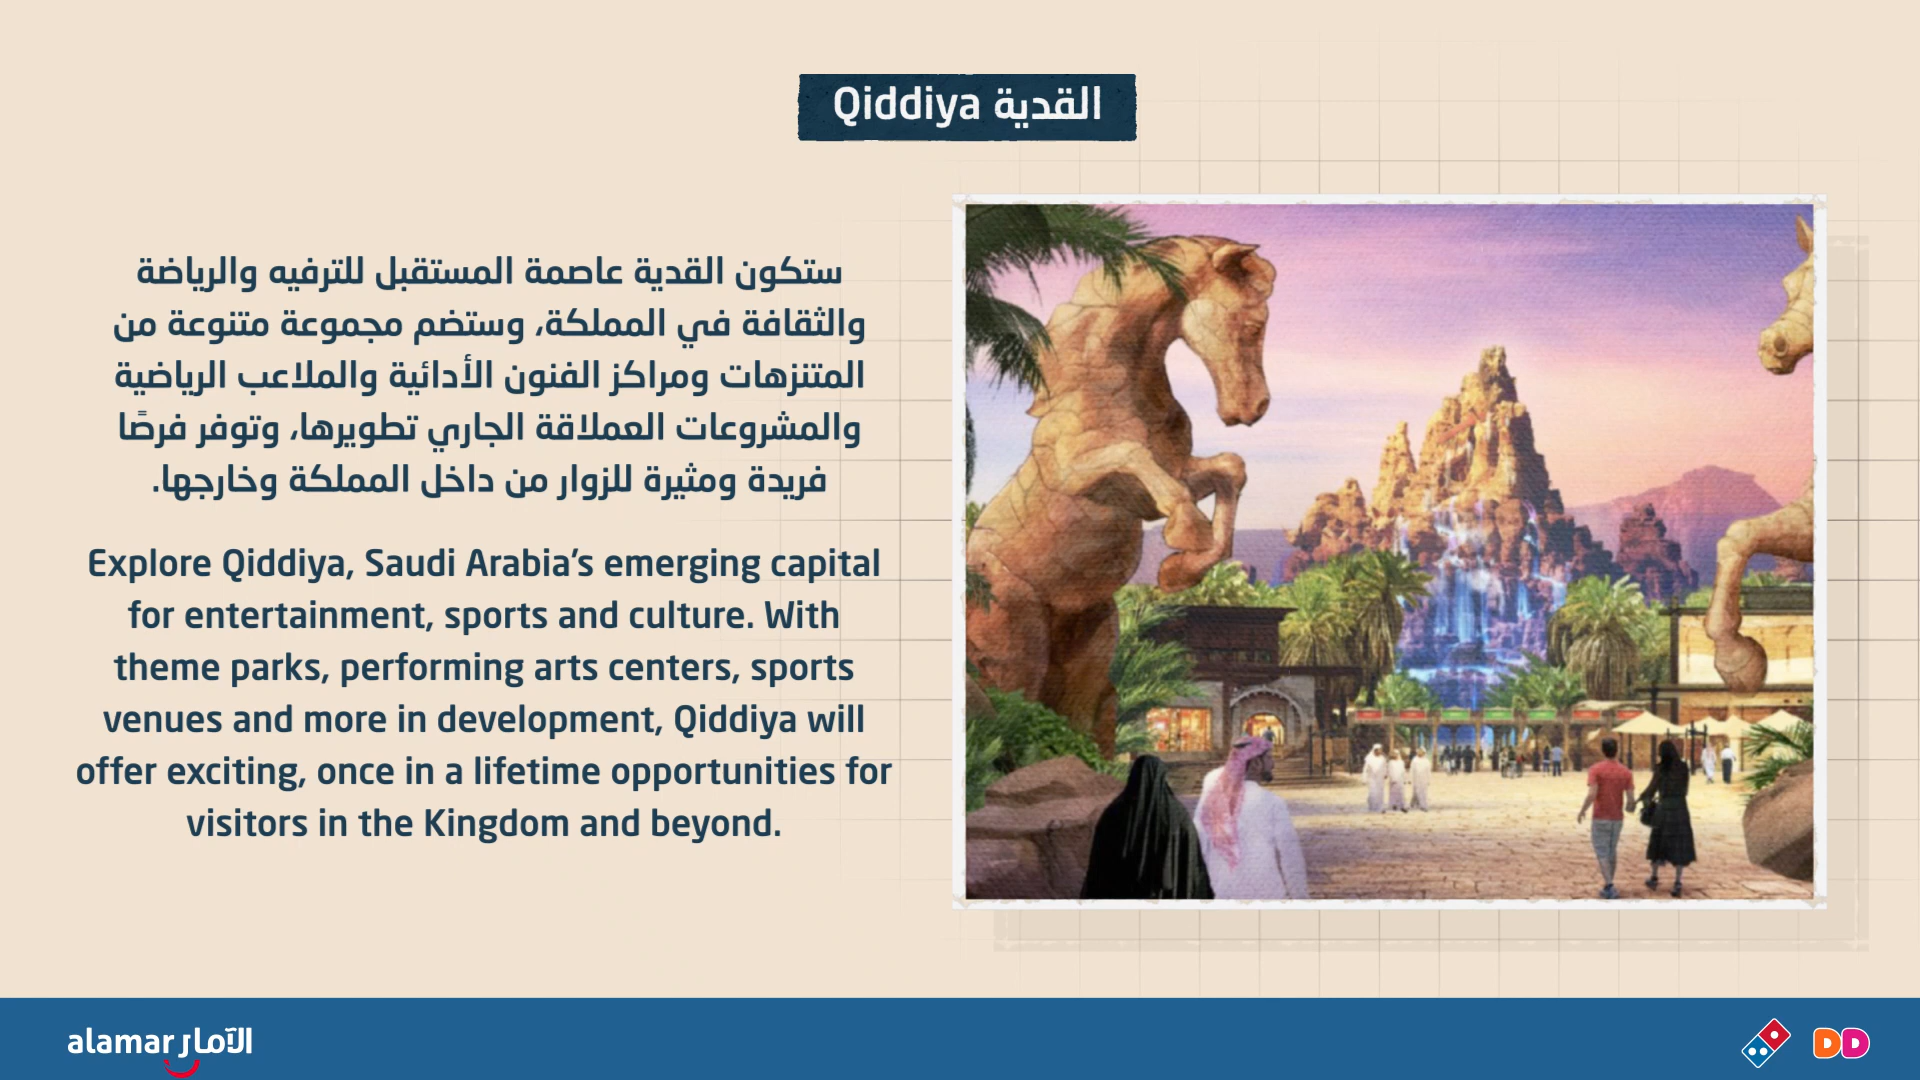 القدية Qiddiya
ستكون القدية عاصمة المستقبل للترفيه والرياضة
والثقافة في المملكة، وستضم مجموعة متنوعة من
المتنزهات ومراكز الفنون الأدائية والملاعب الرياضية
والمشروعات العملاقة الجاري تطويرها، وتوفر فرصًا
فريدة ومثيرة للزوار من داخل المملكة وخارجها.
Explore Qiddiya, Saudi Arabia’s emerging capital
for entertainment, sports and culture. With
theme parks, performing arts centers, sports
venues and more in development, Qiddiya will
offer exciting, once in a lifetime opportunities for
visitors in the Kingdom and beyond.
alamar الآمار
DD